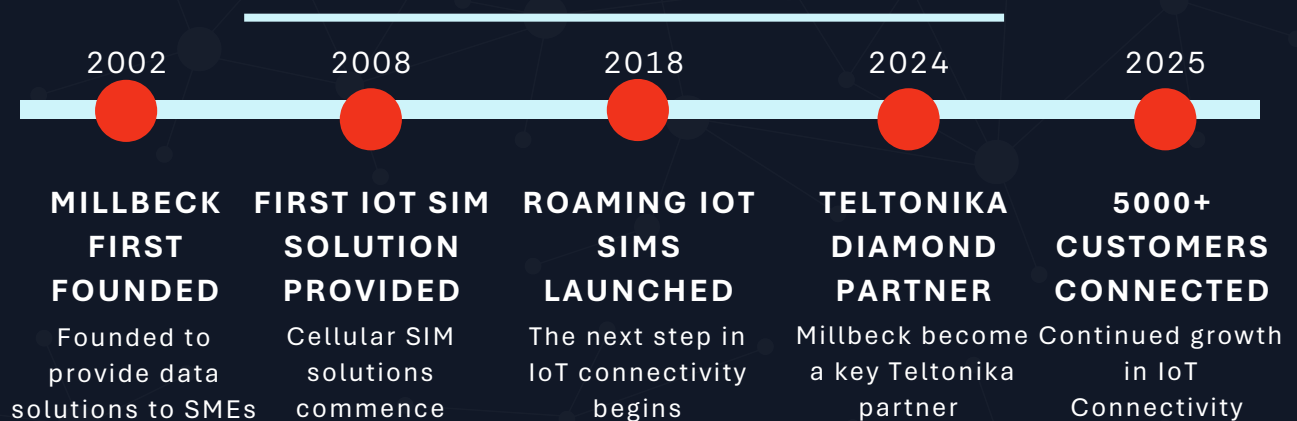 2002
MILLBECK
FIRST
FOUNDED
Founded to
provide data
solutions to SMEs
2008
FIRST IOT SIM
SOLUTION
PROVIDED
Cellular SIM
solutions
commence
2018
ROAMING IOT
SIMS
LAUNCHED
The next step in
IoT connectivity
begins
2024
TELTONIKA
DIAMOND
PARTNER
Millbeck become
a key Teltonika
partner
2025
5000+
CUSTOMERS
CONNECTED
Continued growth
in IoT
Connectivity